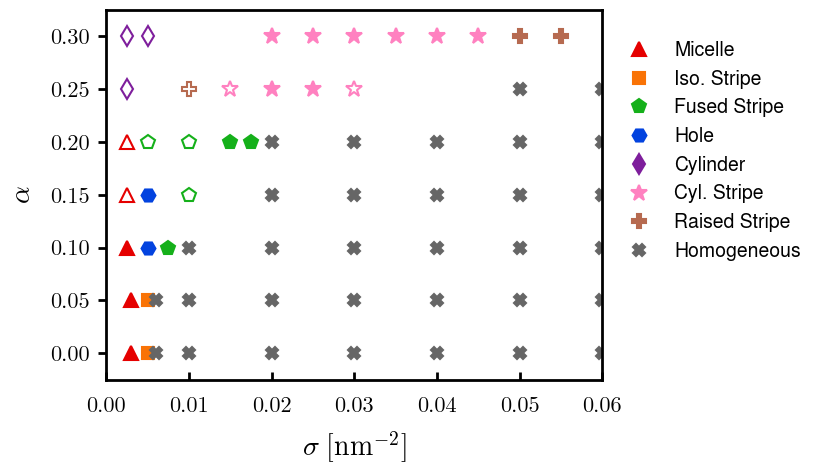 0.30
0.25
0.20
0.15
0.10
0.05
0.00
α
0.00 0.01 0.02 0.03 0.04 0.05 0.06
σ [nm⁻²]
Micelle
Iso. Stripe
Fused Stripe
Hole
Cylinder
Cyl. Stripe
Raised Stripe
Homogeneous